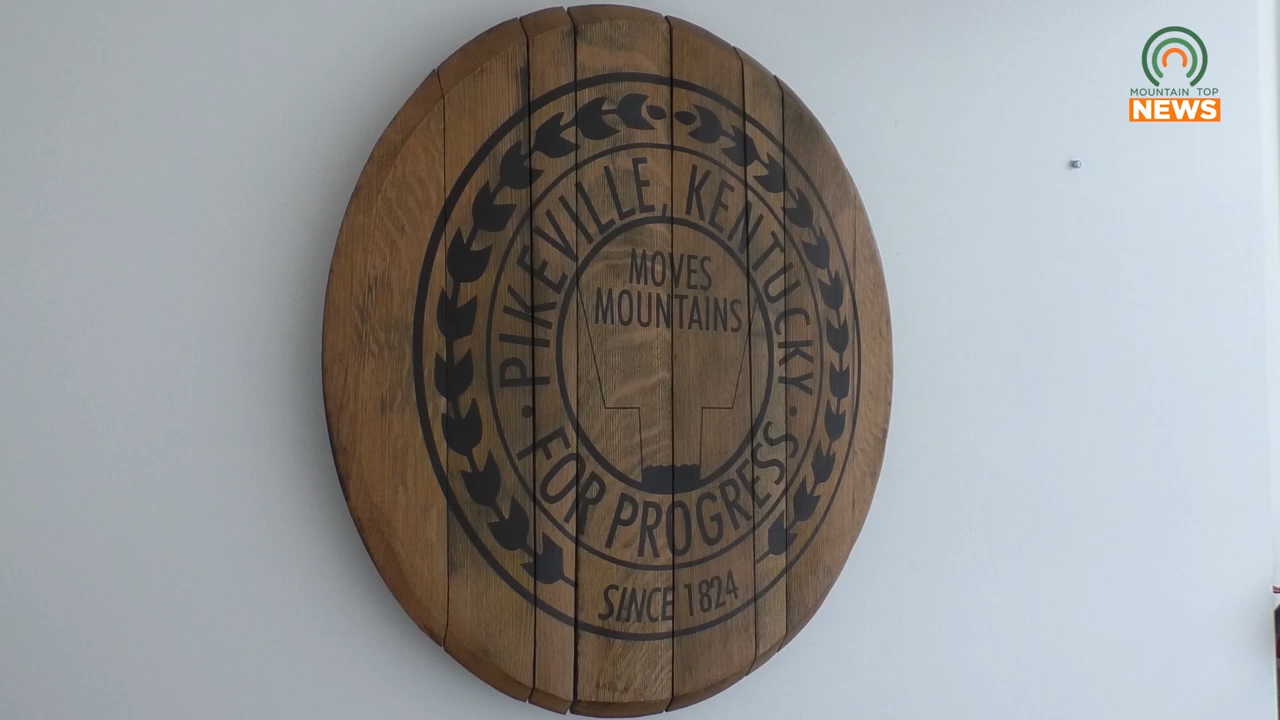 MOUNTAIN TOP
NEWS
PIKEVILLE, KENTUCKY
MOVES
MOUNTAINS
FOR PROGRESS
SINCE 1824